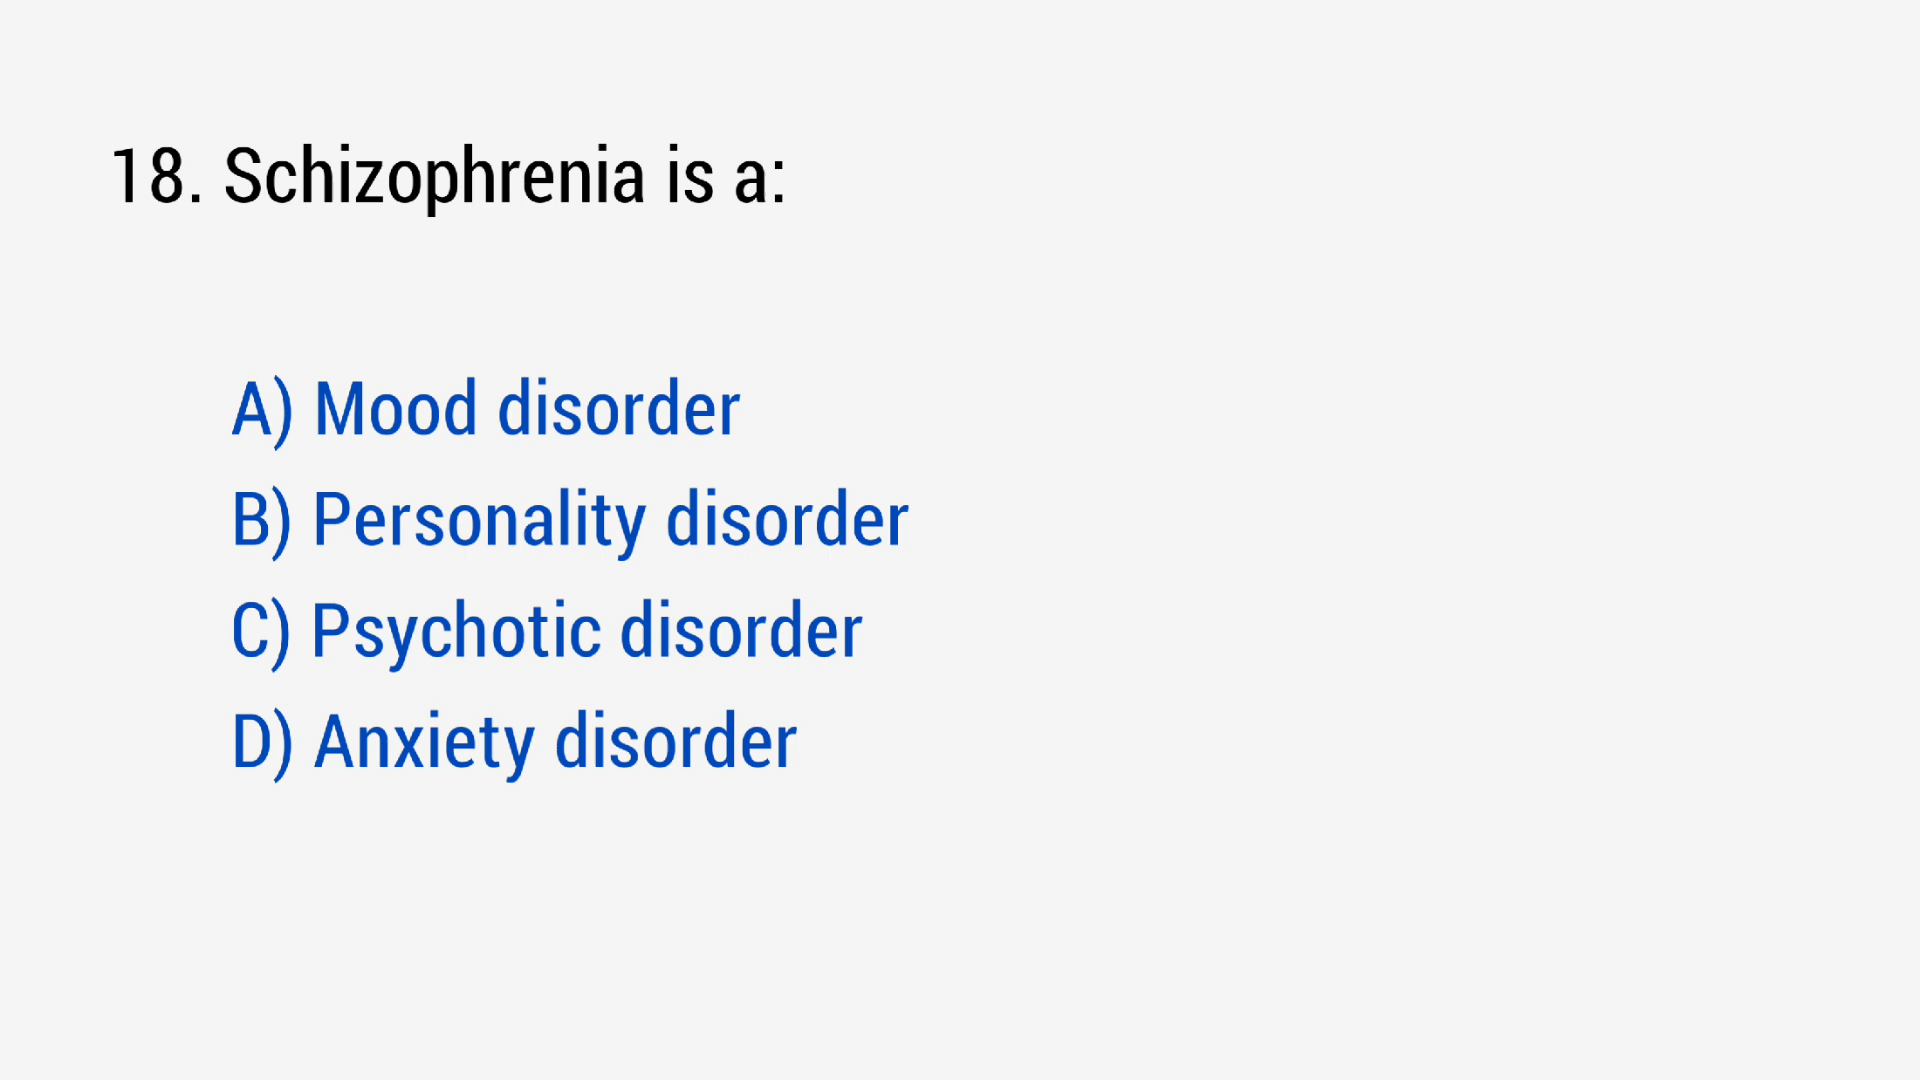 18. Schizophrenia is a:
A) Mood disorder
B) Personality disorder
C) Psychotic disorder
D) Anxiety disorder